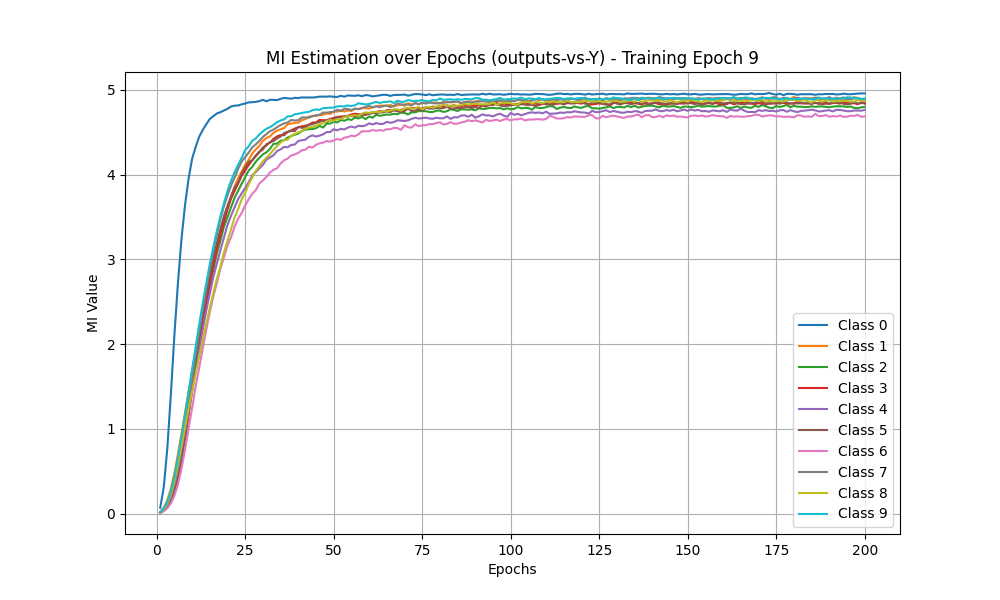 MI Estimation over Epochs (outputs-vs-Y) - Training Epoch 9
MI Value
5
4
3
2
1
0
0 25 50 75 100 125 150 175 200
Epochs
Class 0
Class 1
Class 2
Class 3
Class 4
Class 5
Class 6
Class 7
Class 8
Class 9